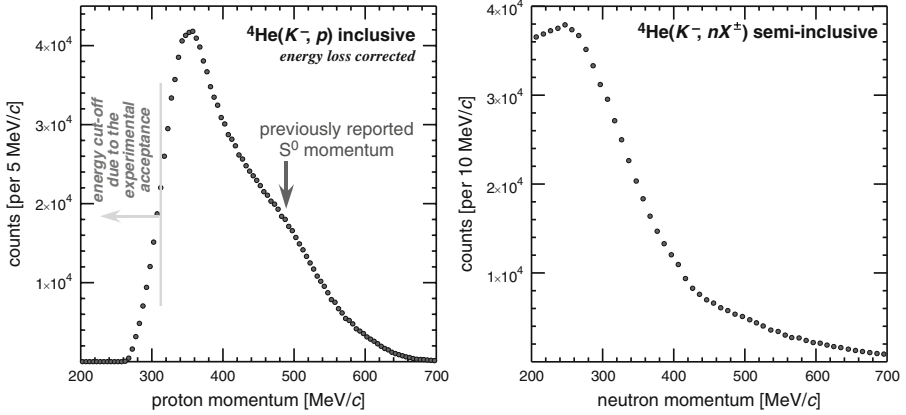 ⁴He(K⁻, p) inclusive
energy loss corrected
energy cut-off
due to the
experimental
acceptance
previously reported
S⁰ momentum
counts [per 5 MeV/c]
4×10⁴
3×10⁴
2×10⁴
1×10⁴
200 300 400 500 600 700
proton momentum [MeV/c]
⁴He(K⁻, nX±) semi-inclusive
counts [per 10 MeV/c]
4×10⁴
3×10⁴
2×10⁴
1×10⁴
0
200 300 400 500 600 700
neutron momentum [MeV/c]